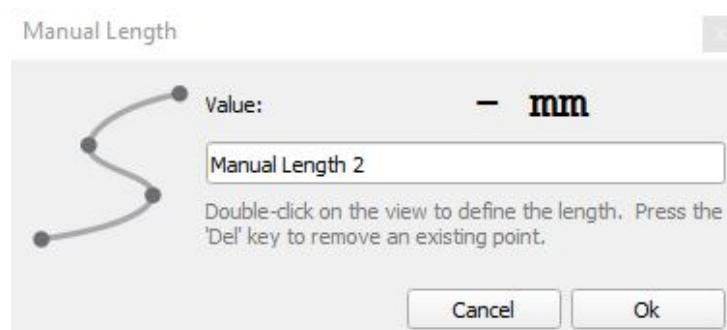 Manual Length
Value: - mm
Manual Length 2
Double-click on the view to define the length. Press the
'Del' key to remove an existing point.
Cancel Ok